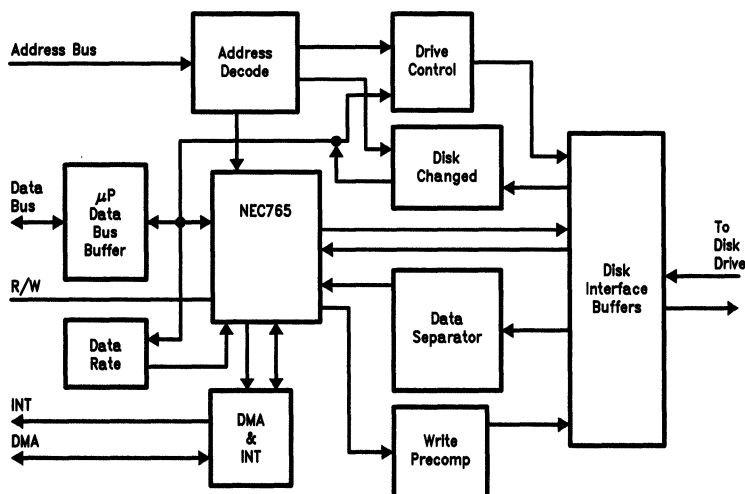 Address Bus
Address
Decode
Drive
Control
Disk
Changed
Data
Bus
μP
Data
Bus
Buffer
NEC765
To
Disk
Drive
Disk
Interface
Buffers
R/W
Data
Separator
Data
Rate
INT
DMA
DMA
&
INT
Write
Precomp